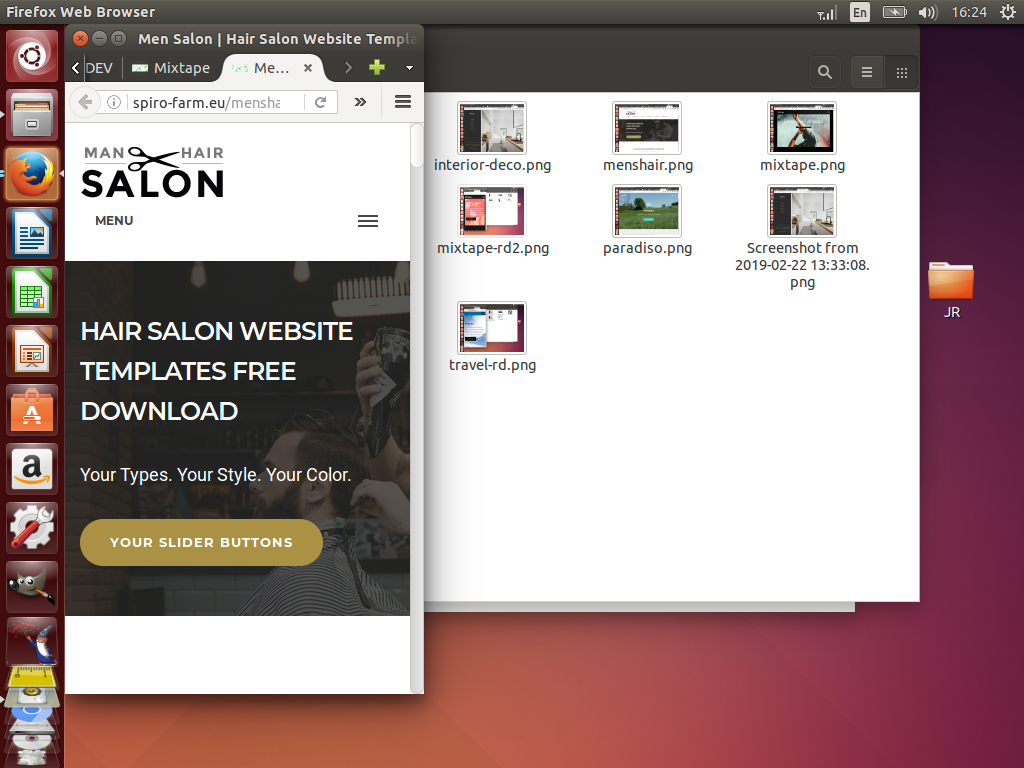 Firefox Web Browser
En
16:24
Men Salon | Hair Salon Website Templa
DEV
Mixtape
Me...
spiro-farm.eu/mensha
MAN HAIR
SALON
MENU
HAIR SALON WEBSITE
TEMPLATES FREE
DOWNLOAD
Your Types. Your Style. Your Color.
YOUR SLIDER BUTTONS
interior-deco.png
menshair.png
mixtape.png
mixtape-rd2.png
paradiso.png
Screenshot from
2019-02-22 13:33:08.
png
travel-rd.png
JR